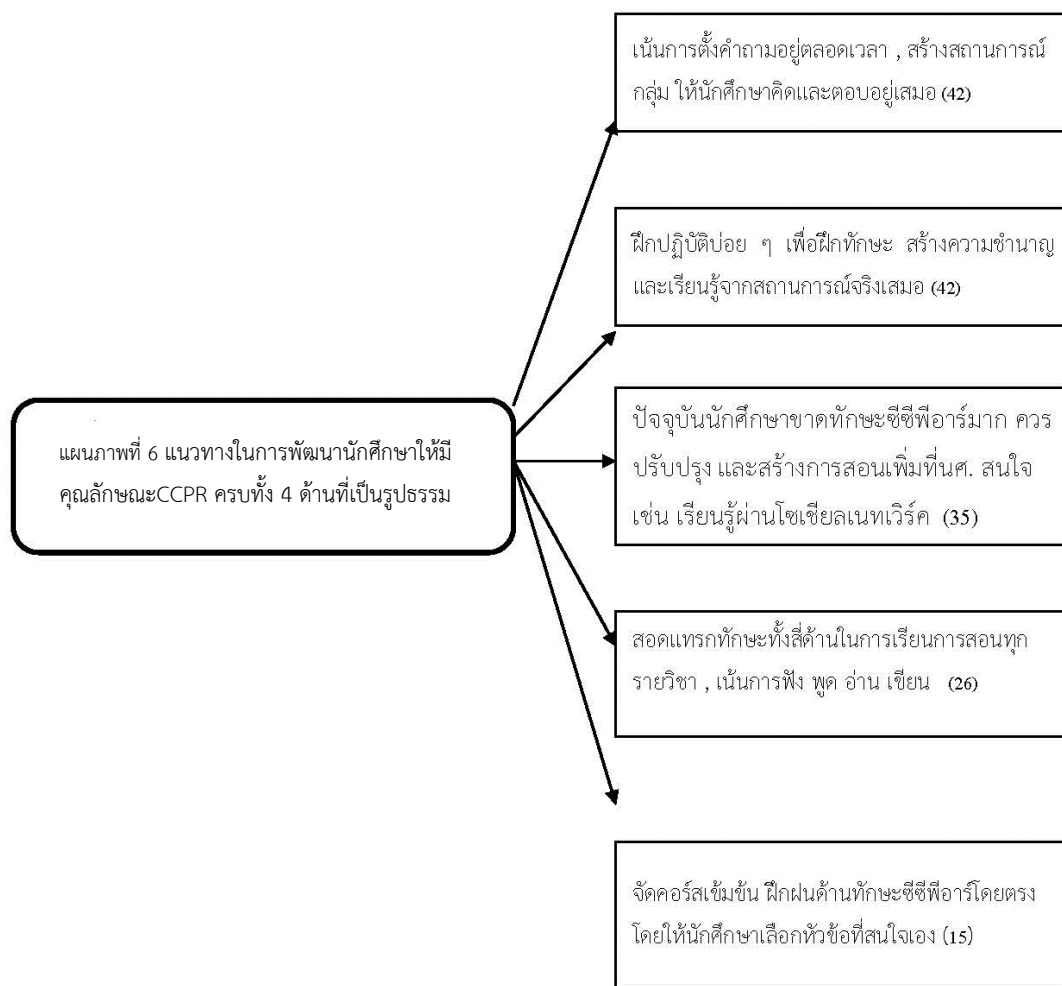 เน้นการตั้งคำถามอยู่ตลอดเวลา , สร้างสถานการณ์
กลุ่ม ให้นักศึกษาคิดและตอบอยู่เสมอ (42)
ฝึกปฏิบัติบ่อย ๆ เพื่อฝึกทักษะ สร้างความชำนาญ
และเรียนรู้จากสถานการณ์จริงเสมอ (42)
แผนภาพที่ 6 แนวทางในการพัฒนานักศึกษาให้มี
คุณลักษณะCCPR ครบทั้ง 4 ด้านที่เป็นรูปธรรม
ปัจจุบันนักศึกษาขาดทักษะซีซีพีอาร์มาก ควร
ปรับปรุง และสร้างการสอนเพิ่มที่นศ. สนใจ
เช่น เรียนรู้ผ่านโซเชียลเนทเวิร์ค (35)
สอดแทรกทักษะทั้งสี่ด้านในการเรียนการสอนทุก
รายวิชา , เน้นการฟัง พูด อ่าน เขียน (26)
จัดคอร์สเข้มข้น ฝึกฝนด้านทักษะซีซีพีอาร์โดยตรง
โดยให้นักศึกษาเลือกหัวข้อที่สนใจเอง (15)